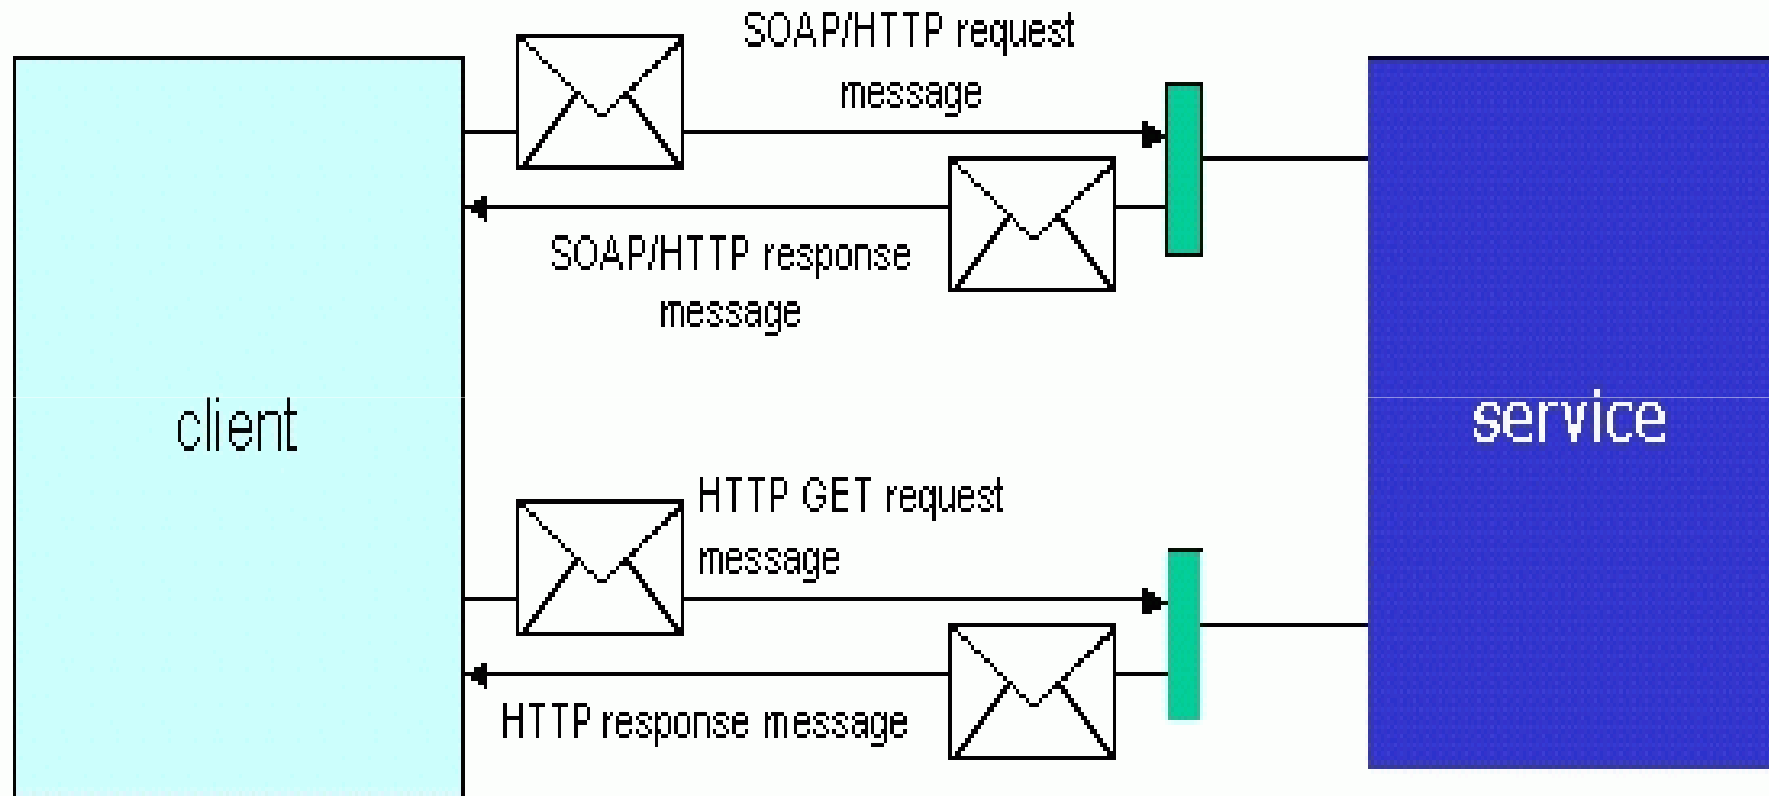 SOAP/HTTP request
message
SOAP/HTTP response
message
client
service
HTTP GET request
message
HTTP response message